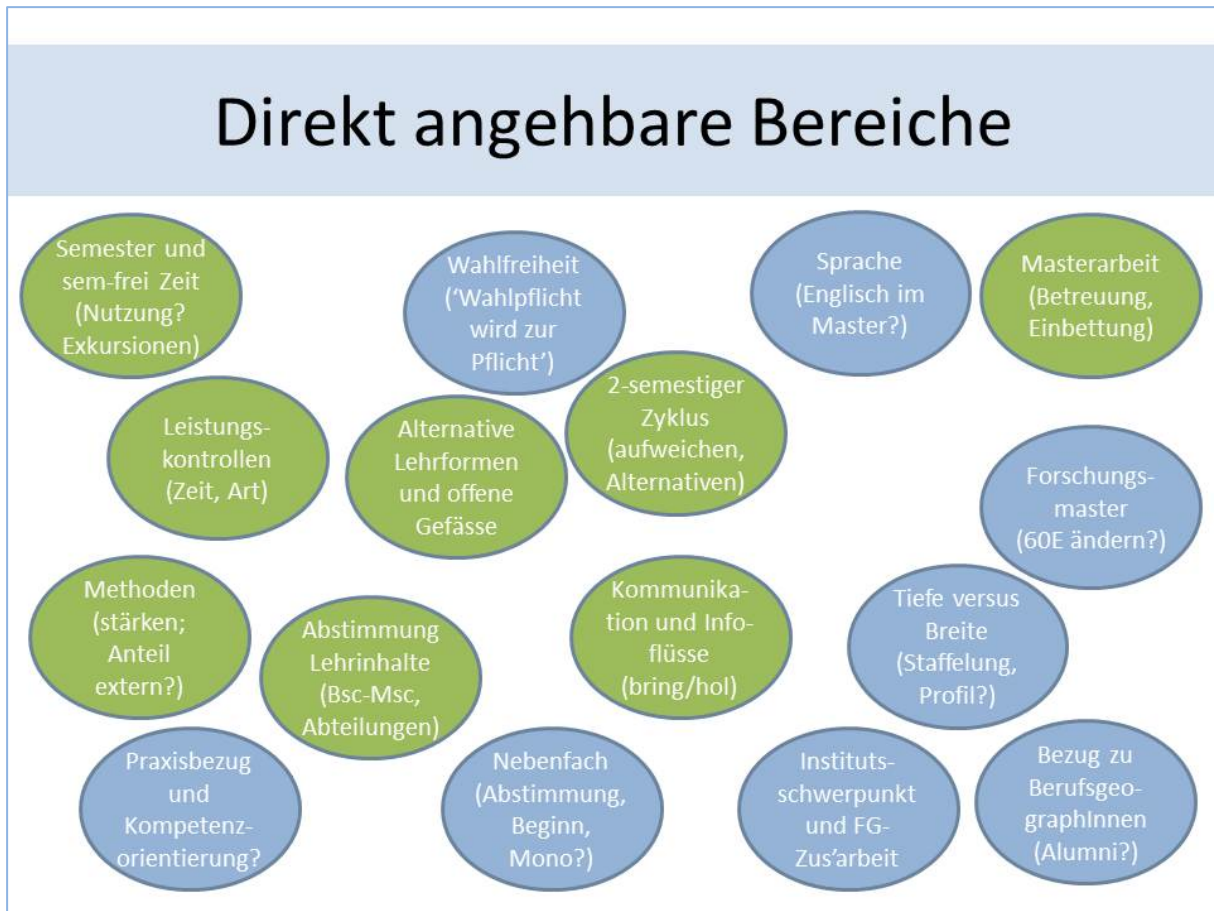 Direkt angehbare Bereiche
Semester und
sem-frei Zeit
(Nutzung?
Exkursionen)
Wahlfreiheit
(‘Wahlpflicht
wird zur
Pflicht’)
Sprache
(Englisch im
Master?)
Masterarbeit
(Betreuung,
Einbettung)
Leistungs-
kontrollen
(Zeit, Art)
Alternative
Lehrformen
und offene
Gefässe
2-semestiger
Zyklus
(aufweichen,
Alternativen)
Forschungs-
master
(60E ändern?)
Methoden
(stärken;
Anteil
extern?)
Abstimmung
Lehrinhalte
(Bsc-Msc,
Abteilungen)
Kommunika-
tion und Info-
flüsse
(bring/hol)
Tiefe versus
Breite
(Staffelung,
Profil?)
Praxisbezug
und
Kompetenz-
orientierung?
Nebenfach
(Abstimmung,
Beginn,
Mono?)
Instituts-
schwerpunkt
und FG-
Zus’arbeit
Bezug zu
Berufsgeo-
graphInnen
(Alumni?)